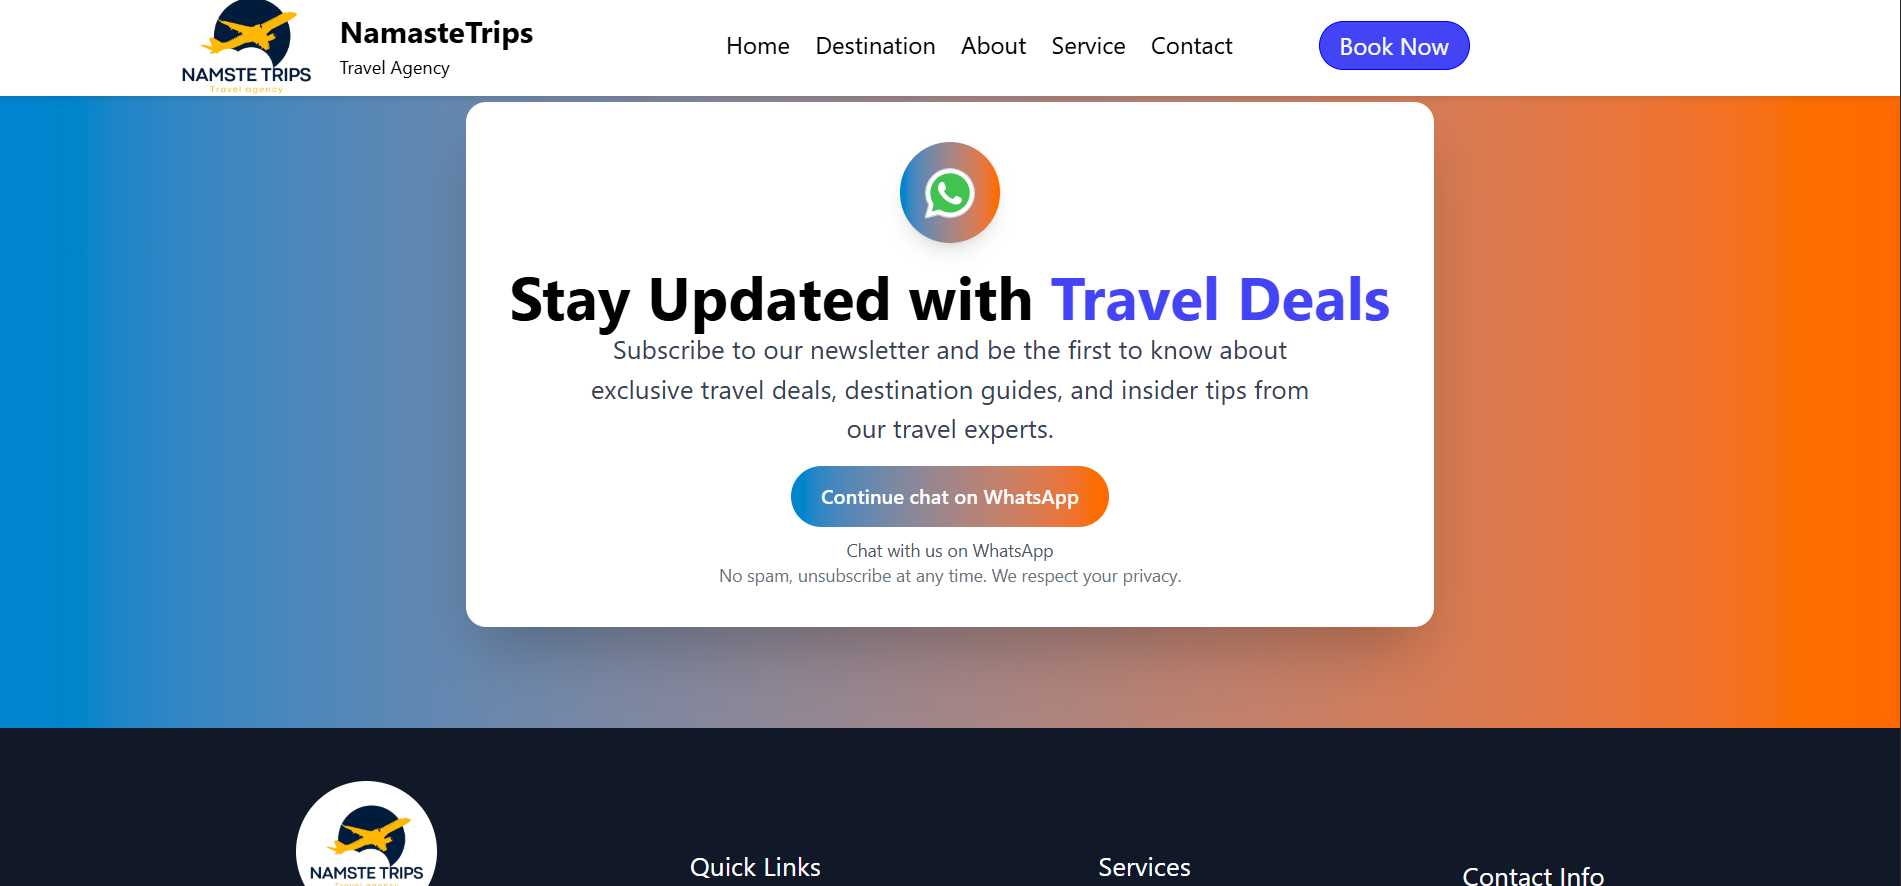 NAMSTE TRIPS
Travel agency
NamasteTrips
Travel Agency
Home Destination About Service Contact
Book Now
Stay Updated with Travel Deals
Subscribe to our newsletter and be the first to know about
exclusive travel deals, destination guides, and insider tips from
our travel experts.
Continue chat on WhatsApp
Chat with us on WhatsApp
No spam, unsubscribe at any time. We respect your privacy.
NAMSTE TRIPS
Travel agency
Quick Links
Services
Contact Info